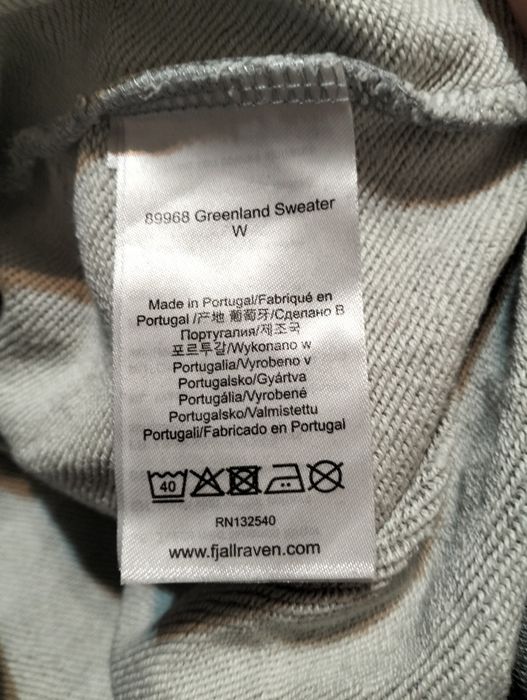 89968 Greenland Sweater
W
Made in Portugal/Fabriqué en
Portugal /产地 葡萄牙/Сделано В
Португалия/제조국
포르투갈/Wykonano w
Portugalia/Vyrobeno v
Portugalsko/Gyártva
Portugália/Vyrobené
Portugalsko/Valmistettu
Portugali/Fabricado en Portugal
40
RN132540
www.fjallraven.com